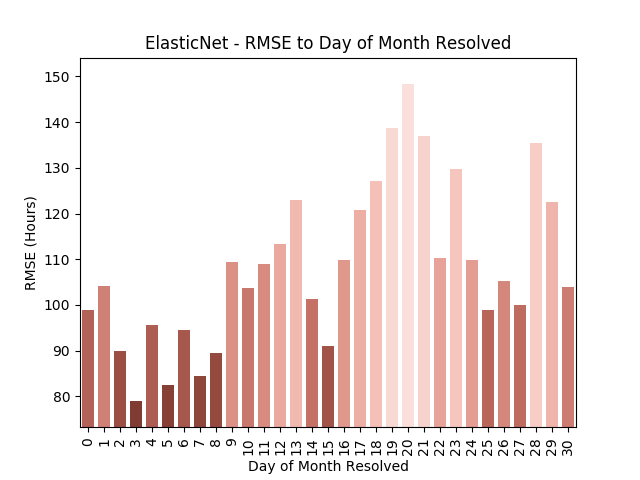 ElasticNet - RMSE to Day of Month Resolved
150
140
130
120
110
100
90
80
RMSE (Hours)
0 1 2 3 4 5 6 7 8 9 10 11 12 13 14 15 16 17 18 19 20 21 22 23 24 25 26 27 28 29 30
Day of Month Resolved